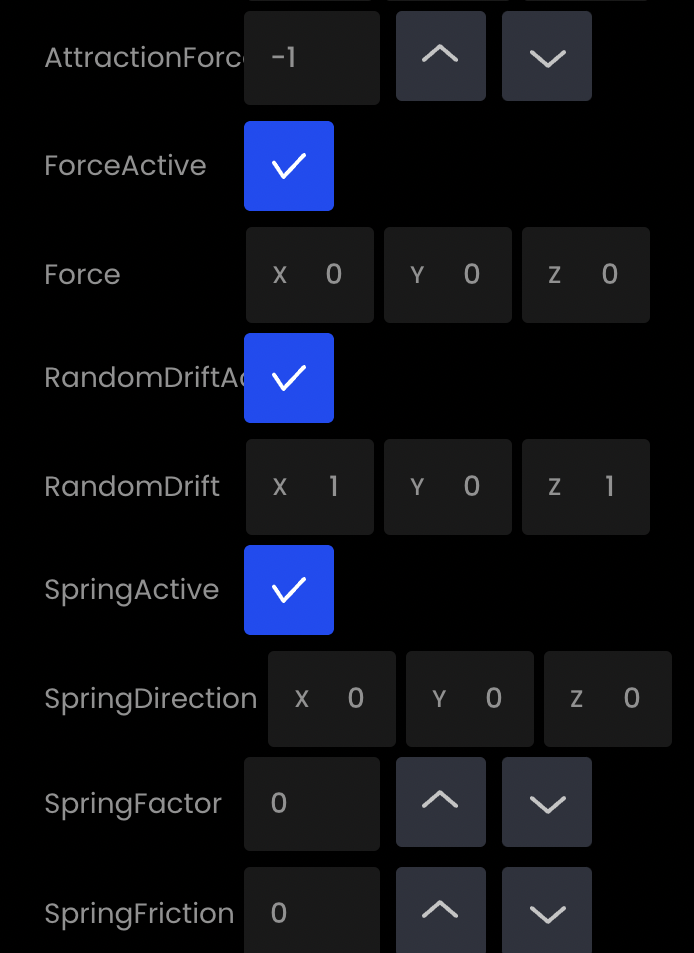 AttractionForc −1
ForceActive
Force X 0 Y 0 Z 0
RandomDriftAc
RandomDrift X 1 Y 0 Z 1
SpringActive
SpringDirection X 0 Y 0 Z 0
SpringFactor 0
SpringFriction 0